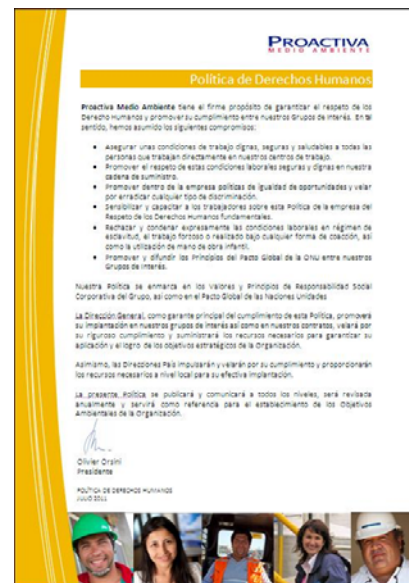 PROACTIVA
MEDIO AMBIENTE
Política de Derechos Humanos
Proactiva Medio Ambiente tiene el firme propósito de garantizar el respeto de los
Derecho Humanos y promover su cumplimiento entre nuestros Grupos de Interés. En tal
sentido, hemos asumido los siguientes compromisos:
• Asegurar unas condiciones de trabajo dignas, seguras y saludables a todas las
personas que trabajan directamente en nuestros centros de trabajo.
• Promover el respeto de estas condiciones laborales seguras y dignas en nuestra
cadena de suministro.
• Promover dentro de la empresa políticas de igualdad de oportunidades y velar
por erradicar cualquier tipo de discriminación.
• Sensibilizar y capacitar a los trabajadores sobre esta Política de la empresa del
Respeto de los Derechos Humanos fundamentales.
• Rechazar y condenar expresamente las condiciones laborales en régimen de
esclavitud, el trabajo forzoso o realizado bajo cualquier forma de coacción, así
como la utilización de mano de obra infantil.
• Promover y difundir los Principios del Pacto Global de la ONU entre nuestros
Grupos de Interés.
Nuestra Política se enmarca en los Valores y Principios de Responsabilidad Social
Corporativa del Grupo, así como en el Pacto Global de las Naciones Unidades
La Dirección General, como garante principal del cumplimiento de esta Política, promoverá
su implantación en nuestros grupos de interés así como en nuestros contratos, velará por
su riguroso cumplimiento y suministrará los recursos necesarios para garantizar su
aplicación y el logro de los objetivos estratégicos de la Organización.
Asimismo, las Direcciones País impulsarán y velarán por su cumplimiento y proporcionarán
los recursos necesarios a nivel local para su efectiva implantación.
La presente Política se publicará y comunicará a todos los niveles, será revisada
anualmente y servirá como referencia para el establecimiento de los Objetivos
Ambientales de la Organización.
Olivier Orsini
Presidente
POLÍTICA DE DERECHOS HUMANOS
JULIO 2011